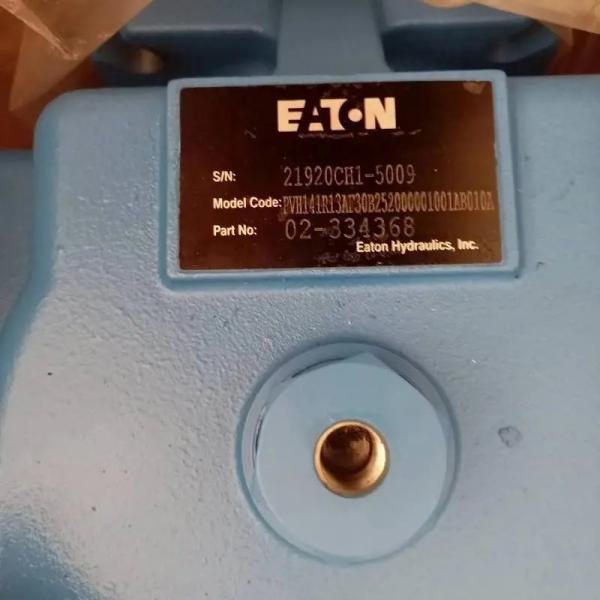 EATON
S/N: 21920CH1-5009
Model Code: PVH141R13AF30B252000001001AB010A
Part No: 02-334368
Eaton Hydraulics, Inc.